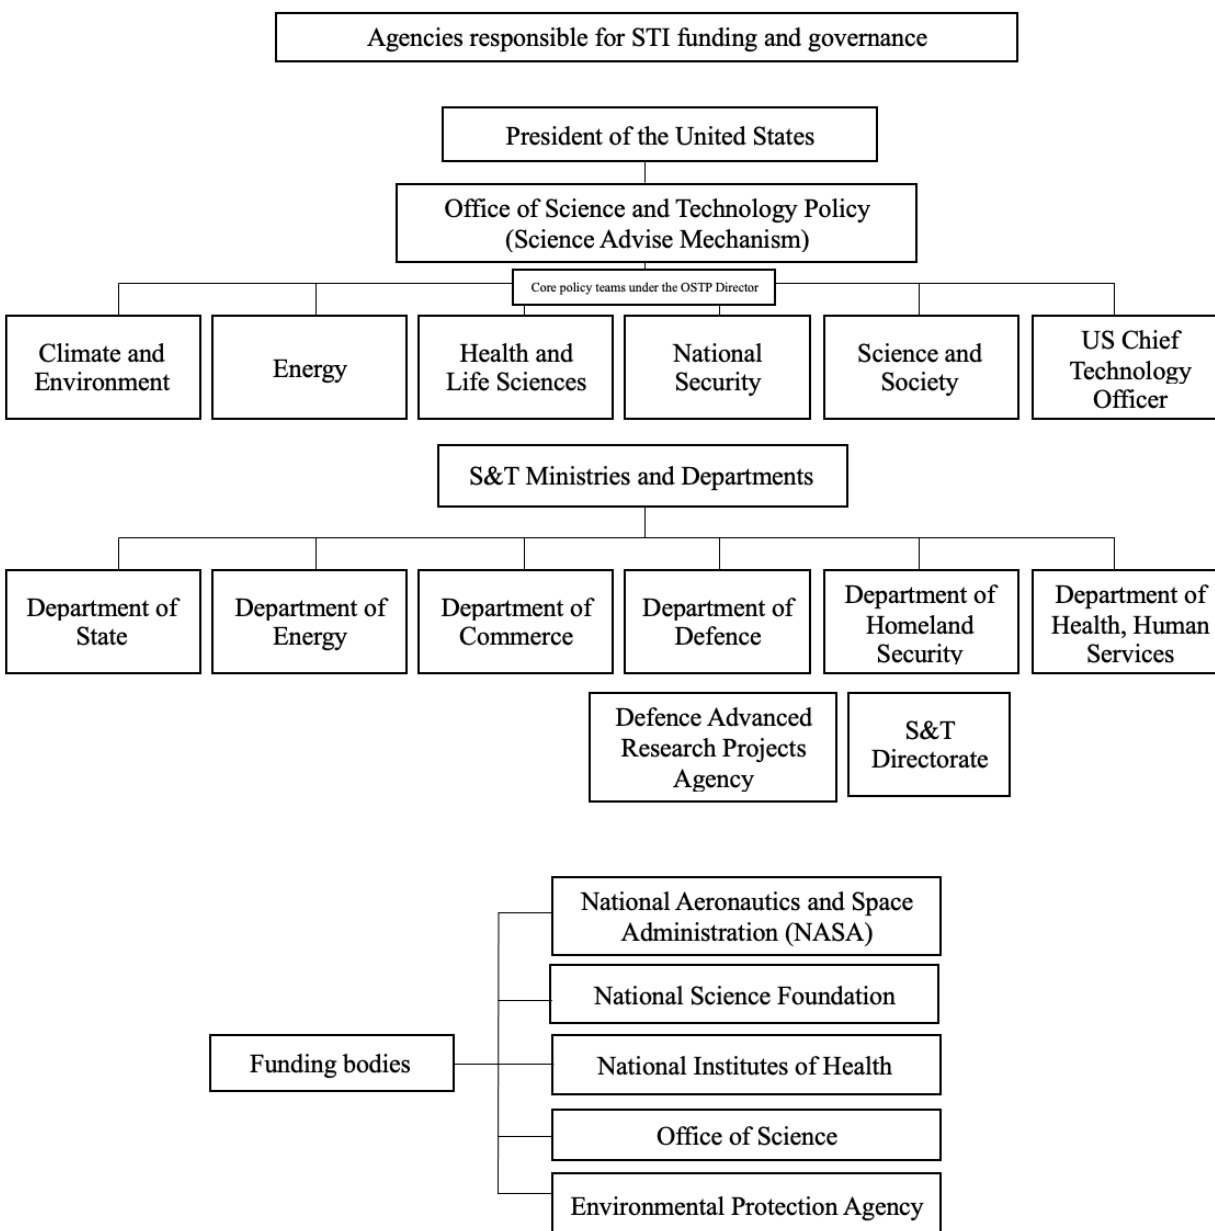 Agencies responsible for STI funding and governance
President of the United States
Office of Science and Technology Policy
(Science Advise Mechanism)
Core policy teams under the OSTP Director
Climate and
Environment
Energy
Health and
Life Sciences
National
Security
Science and
Society
US Chief
Technology
Officer
S&T Ministries and Departments
Department of
State
Department of
Energy
Department of
Commerce
Department of
Defence
Department of
Homeland
Security
Department of
Health, Human
Services
Defence Advanced
Research Projects
Agency
S&T
Directorate
Funding bodies
National Aeronautics and Space
Administration (NASA)
National Science Foundation
National Institutes of Health
Office of Science
Environmental Protection Agency